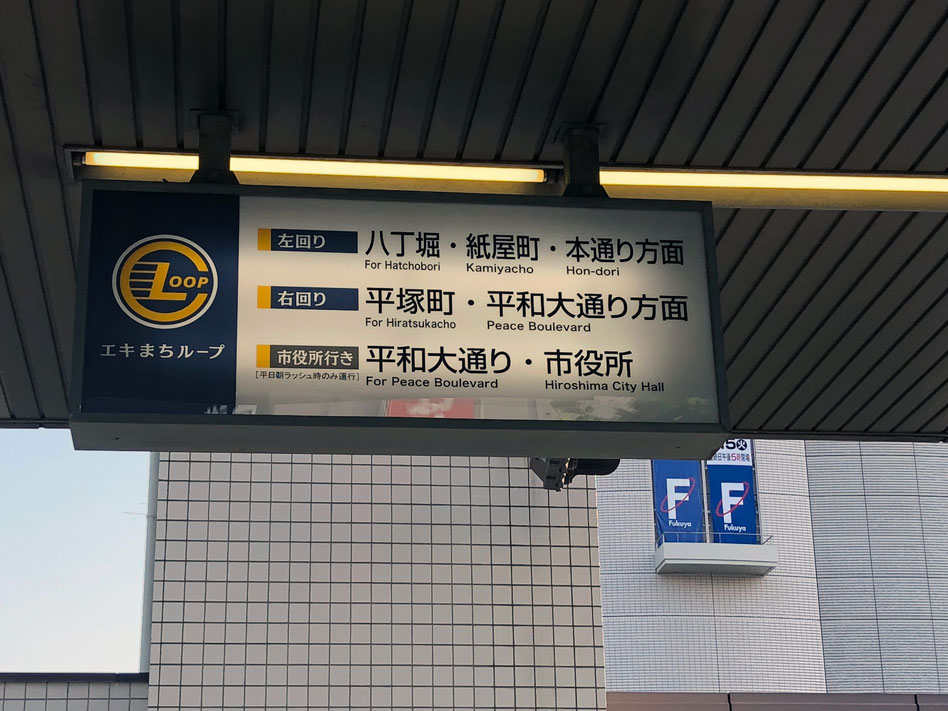 LOOP
エキまちループ
左回り 八丁堀・紙屋町・本通り方面
For Hatchobori Kamiyacho Hon-dori
右回り 平塚町・平和大通り方面
For Hiratsukacho Peace Boulevard
市役所行き 平和大通り・市役所
[平日朝ラッシュ時のみ運行] For Peace Boulevard Hiroshima City Hall
F
Fukuya
F
Fukuya